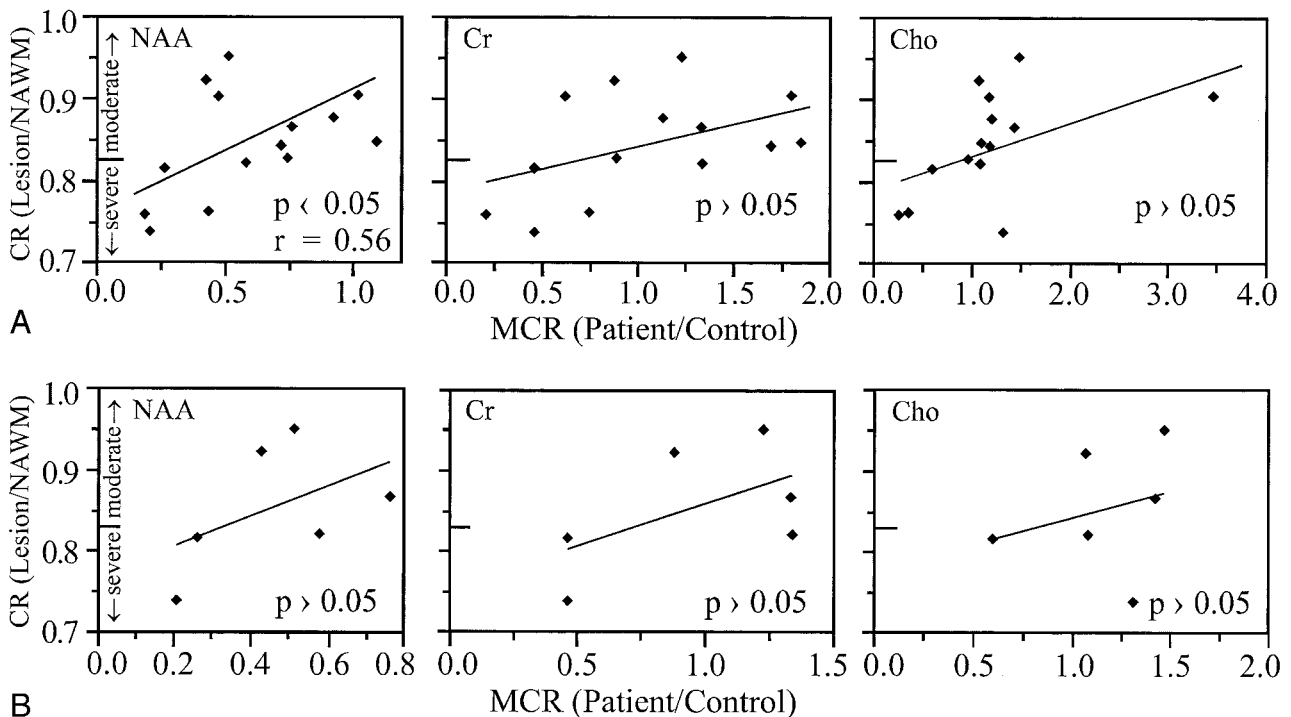 1.0
0.9
0.8
0.7
CR (Lesion/NAWM)
←severe
moderate→
NAA
p < 0.05
r = 0.56
0.0 0.5 1.0
Cr
p > 0.05
0.0 0.5 1.0 1.5 2.0
Cho
p > 0.05
0.0 1.0 2.0 3.0 4.0
A
MCR (Patient/Control)
1.0
0.9
0.8
0.7
CR (Lesion/NAWM)
←severe
moderate→
NAA
p > 0.05
0.0 0.2 0.4 0.6 0.8
Cr
p > 0.05
0.0 0.5 1.0 1.5
Cho
p > 0.05
0.0 0.5 1.0 1.5 2.0
B
MCR (Patient/Control)